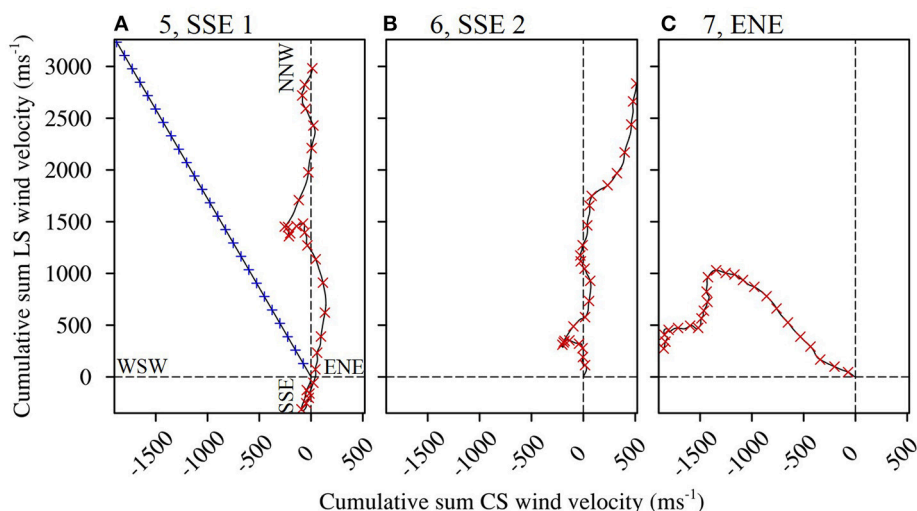 A 5, SSE 1 B 6, SSE 2 C 7, ENE
Cumulative sum LS wind velocity (ms⁻¹)
3000
2500
2000
1500
1000
500
0
NNW
WSW ENE
SSE
-1500 -1000 -500 0 500 -1500 -1000 -500 0 500 -1500 -1000 -500 0 500
Cumulative sum CS wind velocity (ms⁻¹)